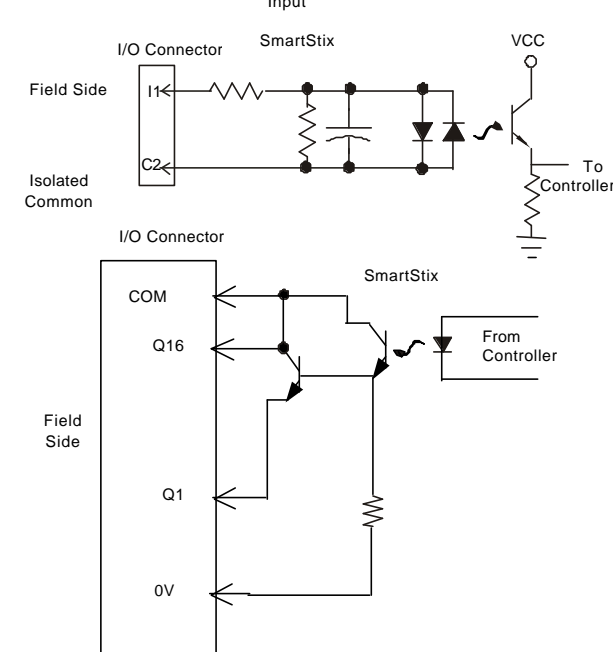 Input
SmartStix
VCC
I/O Connector
Field Side
I1
C2
To
Controller
Isolated
Common
I/O Connector
SmartStix
COM
Q16
From
Controller
Field
Side
Q1
0V